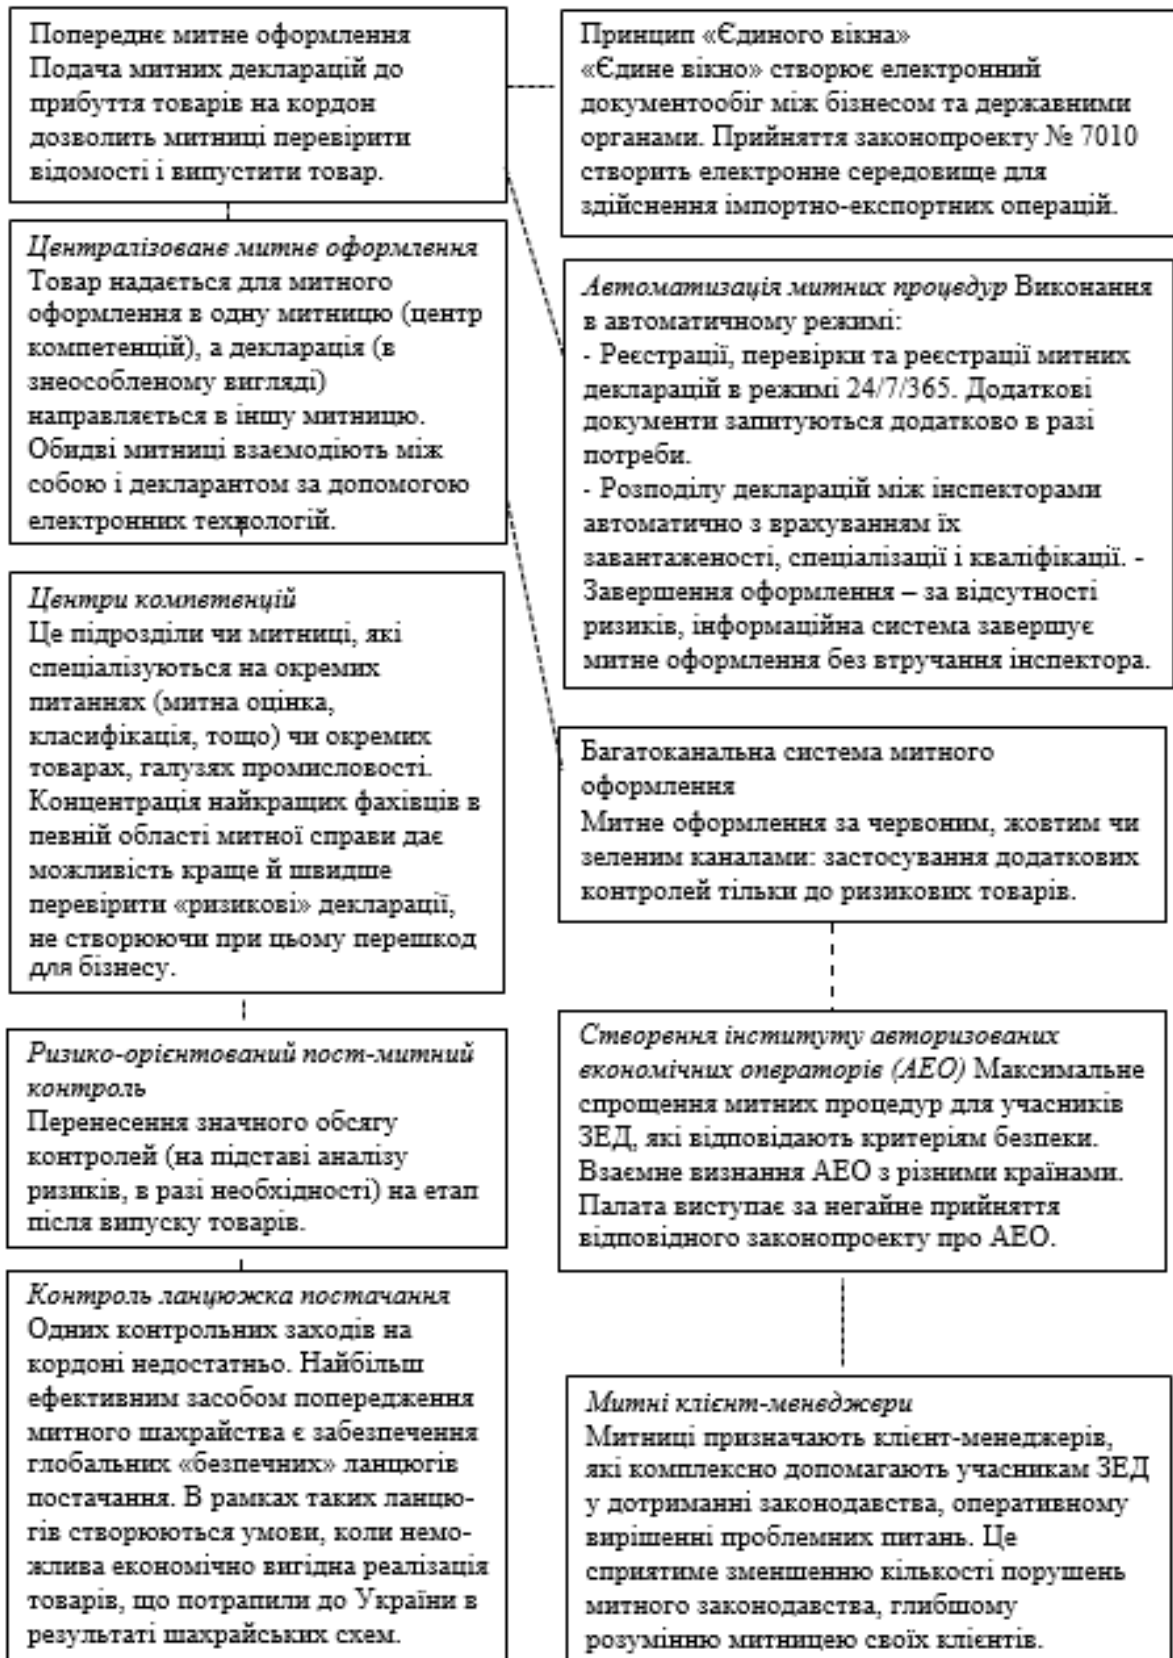 Попереднє митне оформлення
Подача митних декларацій до
прибуття товарів на кордон
дозволить митниці перевірити
відомості і випустити товар.
Принцип «Єдиного вікна»
«Єдине вікно» створює електронний
документообіг між бізнесом та державними
органами. Прийняття законопроекту № 7010
створить електронне середовище для
здійснення імпортно-експортних операцій.
Централізоване митне оформлення
Товар надається для митного
оформлення в одну митницю (центр
компетенцій), а декларація (в
знеособленому вигляді)
направляється в іншу митницю.
Обидві митниці взаємодіють між
собою і декларантом за допомогою
електронних технологій.
Автоматизація митних процедур Виконання
в автоматичному режимі:
- Реєстрації, перевірки та реєстрації митних
декларацій в режимі 24/7/365. Додаткові
документи запитуються додатково в разі
потреби.
- Розподілу декларацій між інспекторами
автоматично з врахуванням їх
завантаженості, спеціалізації і кваліфікації. -
Завершення оформлення – за відсутності
ризиків, інформаційна система завершує
митне оформлення без втручання інспектора.
Центри компетенцій
Це підрозділи чи митниці, які
спеціалізуються на окремих
питаннях (митна оцінка,
класифікація, тощо) чи окремих
товарах, галузях промисловості.
Концентрація найкращих фахівців в
певній області митної справи дає
можливість краще й швидше
перевірити «ризикові» декларації,
не створюючи при цьому перешкод
для бізнесу.
Багатоканальна система митного
оформлення
Митне оформлення за червоним, жовтим чи
зеленим каналами: застосування додаткових
контролей тільки до ризикових товарів.
Ризико-орієнтований пост-митний
контроль
Перенесення значного обсягу
контролей (на підставі аналізу
ризиків, в разі необхідності) на етап
після випуску товарів.
Створення інституту авторизованих
економічних операторів (АЕО) Максимальне
спрощення митних процедур для учасників
ЗЕД, які відповідають критеріям безпеки.
Взаємне визнання АЕО з різними країнами.
Палата виступає за негайне прийняття
відповідного законопроекту про АЕО.
Контроль ланцюжка постачання
Одних контрольних заходів на
кордоні недостатньо. Найбільш
ефективним засобом попередження
митного шахрайства є забезпечення
глобальних «безпечних» ланцюгів
постачання. В рамках таких ланцю-
гів створюються умови, коли немо-
жлива економічно вигідна реалізація
товарів, що потрапили до України в
результаті шахрайських схем.
Митні клієнт-менеджери
Митниці призначають клієнт-менеджерів,
які комплексно допомагають учасникам ЗЕД
у дотриманні законодавства, оперативному
вирішенні проблемних питань. Це
сприятиме зменшенню кількості порушень
митного законодавства, глибшому
розумінню митницею своїх клієнтів.